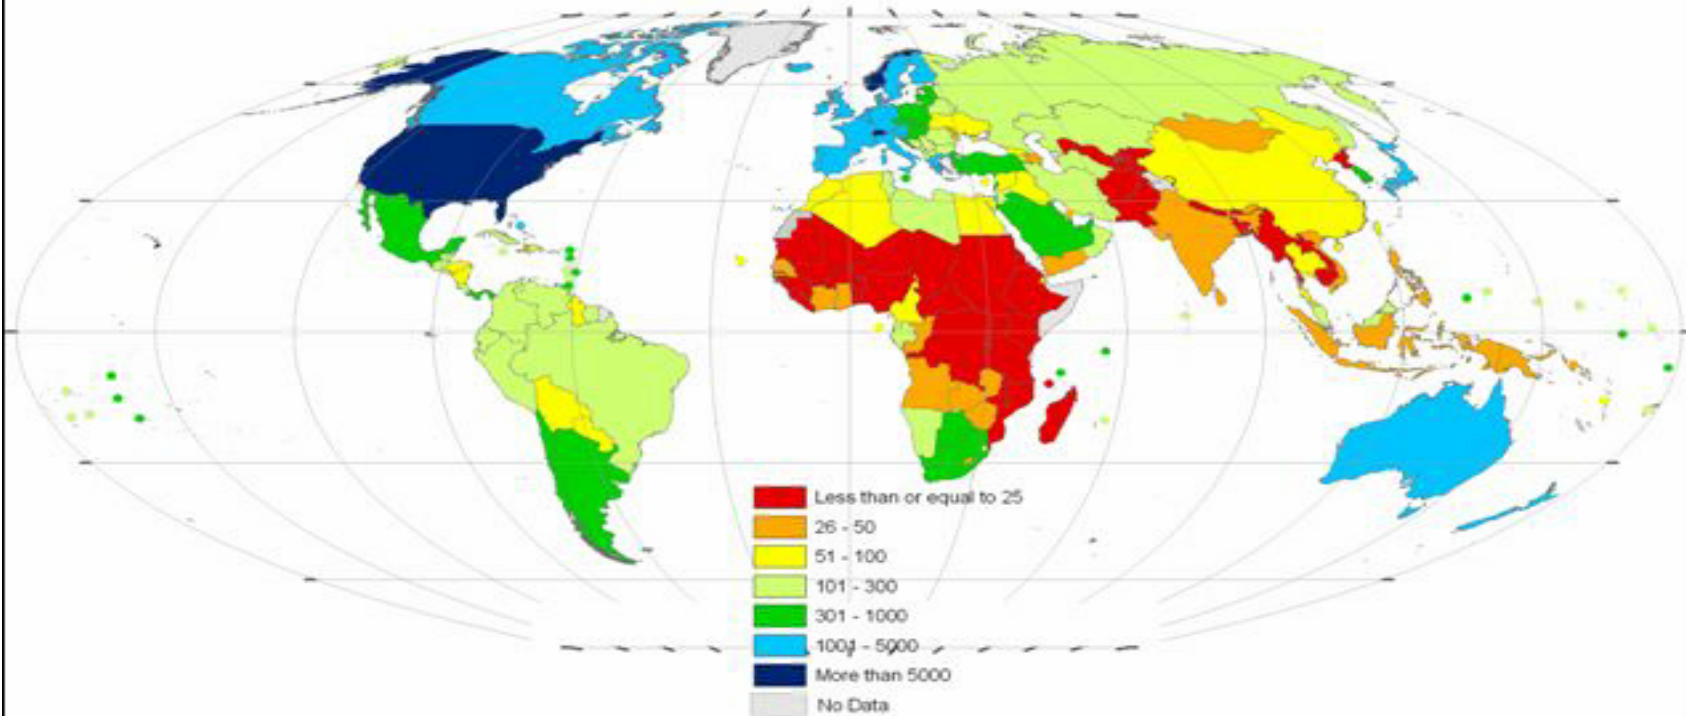 Less than or equal to 25
26 - 50
51 - 100
101 - 300
301 - 1000
1001 - 5000
More than 5000
No Data